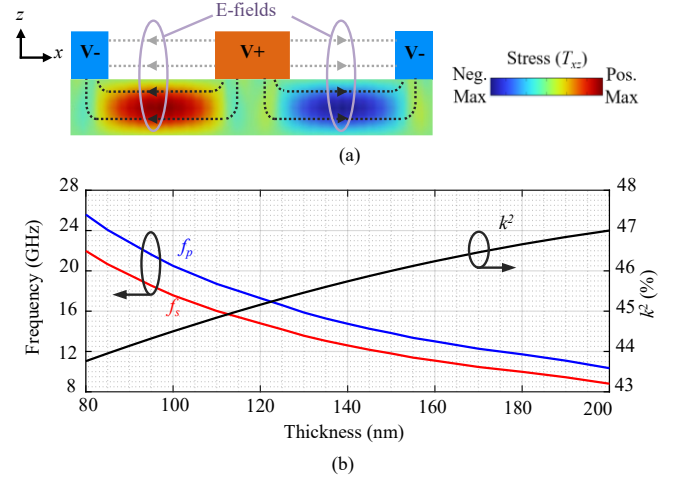 z
x
E-fields
V-
V+
V-
Stress (Txz)
Neg.
Max
Pos.
Max
(a)
28
24
20
16
12
8
Frequency (GHz)
48
47
46
45
44
43
k² (%)
fp
fs
k²
80
100
120
140
160
180
200
Thickness (nm)
(b)